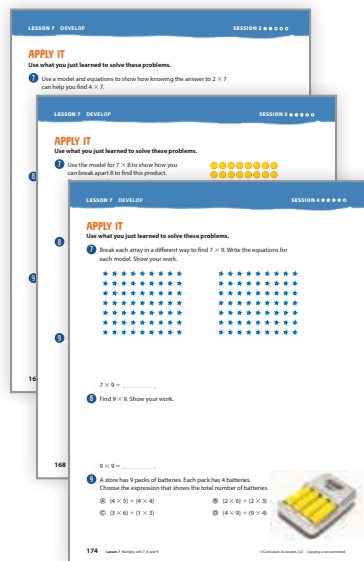 LESSON 7 DEVELOP SESSION 2 ●●○○○
APPLY IT
Use what you just learned to solve these problems.
7 Use a model and equations to show how knowing the answer to 2 × 7
can help you find 4 × 7.
8
9
16
LESSON 7 DEVELOP SESSION 3 ●●●○○
APPLY IT
Use what you just learned to solve these problems.
7 Use the model for 7 × 8 to show how you
can break apart 8 to find this product.
8
9
168
LESSON 7 DEVELOP SESSION 4 ●●●●○
APPLY IT
Use what you just learned to solve these problems.
7 Break each array in a different way to find 7 × 9. Write the equations for
each model. Show your work.
7 × 9 =
8 Find 9 × 9. Show your work.
9 × 9 =
9 A store has 9 packs of batteries. Each pack has 4 batteries.
Choose the expression that shows the total number of batteries.
Ⓐ (4 × 5) + (4 × 4) Ⓑ (2 × 6) + (2 × 3)
Ⓒ (3 × 6) + (1 × 3) Ⓓ (4 × 9) + (9 × 4)
174 Lesson 7 Multiply with 7, 8, and 9 ©Curriculum Associates, LLC Copying is not permitted.